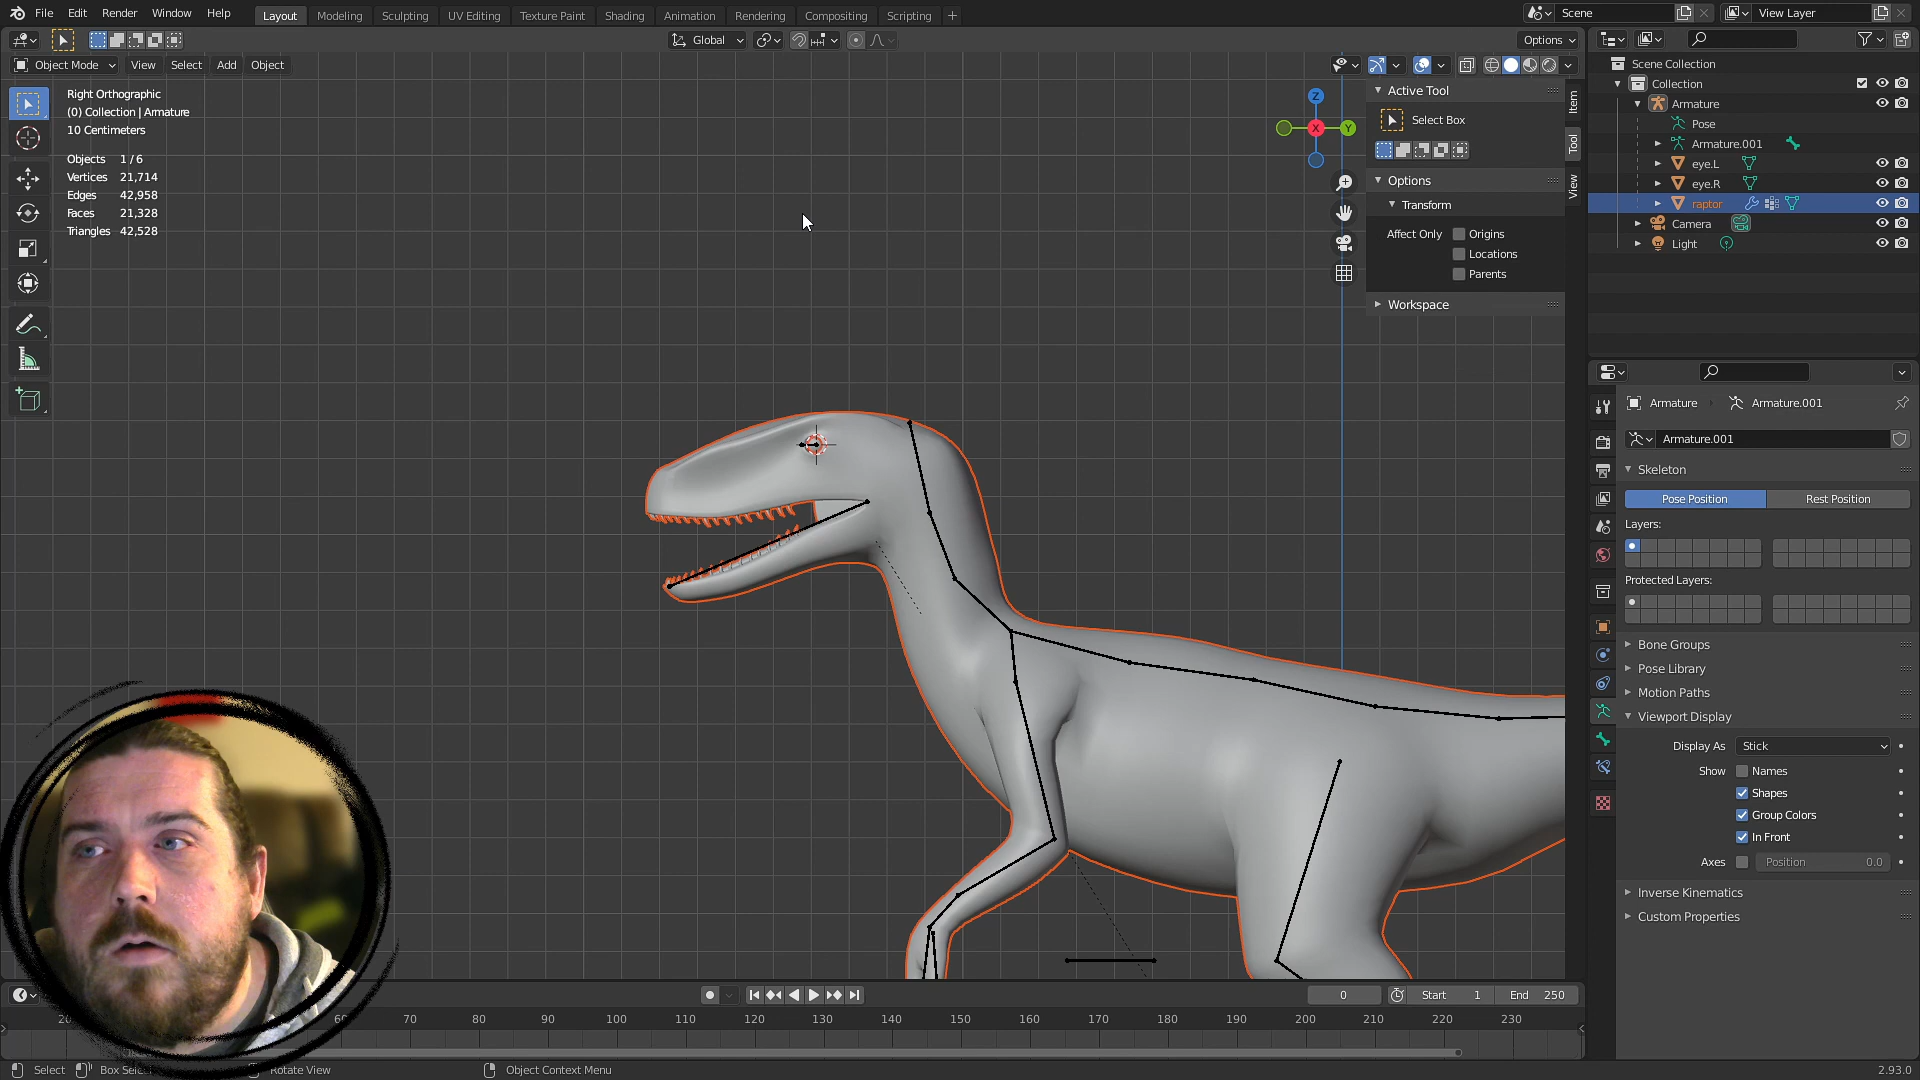 File Edit Render Window Help
Layout Modeling Sculpting UV Editing Texture Paint Shading Animation Rendering Compositing Scripting +
Scene
View Layer
Global
Options
Object Mode View Select Add Object
Right Orthographic
(0) Collection | Armature
10 Centimeters
Objects 1 / 6
Vertices 21,714
Edges 42,958
Faces 21,328
Triangles 42,528
Z
X
Y
Active Tool
Select Box
Options
Transform
Affect Only Origins
Locations
Parents
Workspace
Item
Tool
View
Scene Collection
Collection
Armature
Pose
Armature.001
eye.L
eye.R
raptor
Camera
Light
Armature Armature.001
Armature.001
Skeleton
Pose Position Rest Position
Layers:
Protected Layers:
Bone Groups
Pose Library
Motion Paths
Viewport Display
Display As Stick
Show Names
Shapes
Group Colors
In Front
Axes Position 0.0
Inverse Kinematics
Custom Properties
0 Start 1 End 250
20 60 70 80 90 100 110 120 130 140 150 160 170 180 190 200 210 220 230
Select Box Sele Rotate View Object Context Menu 2.93.0